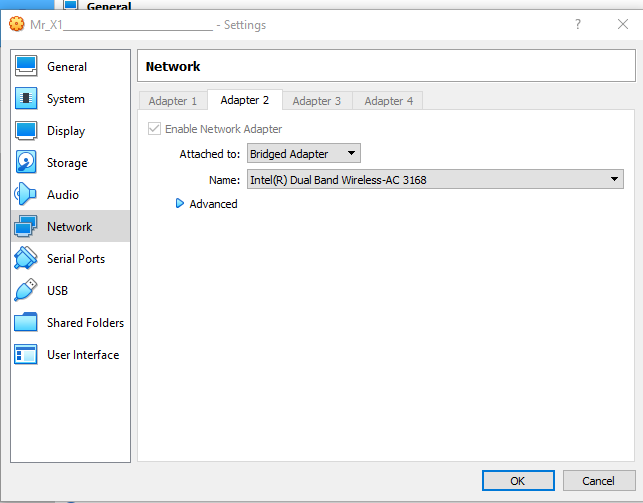 General
Mr_X1_________________________ - Settings
?
General
System
Display
Storage
Audio
Network
Serial Ports
USB
Shared Folders
User Interface
Network
Adapter 1 Adapter 2 Adapter 3 Adapter 4
Enable Network Adapter
Attached to: Bridged Adapter
Name: Intel(R) Dual Band Wireless-AC 3168
Advanced
OK Cancel